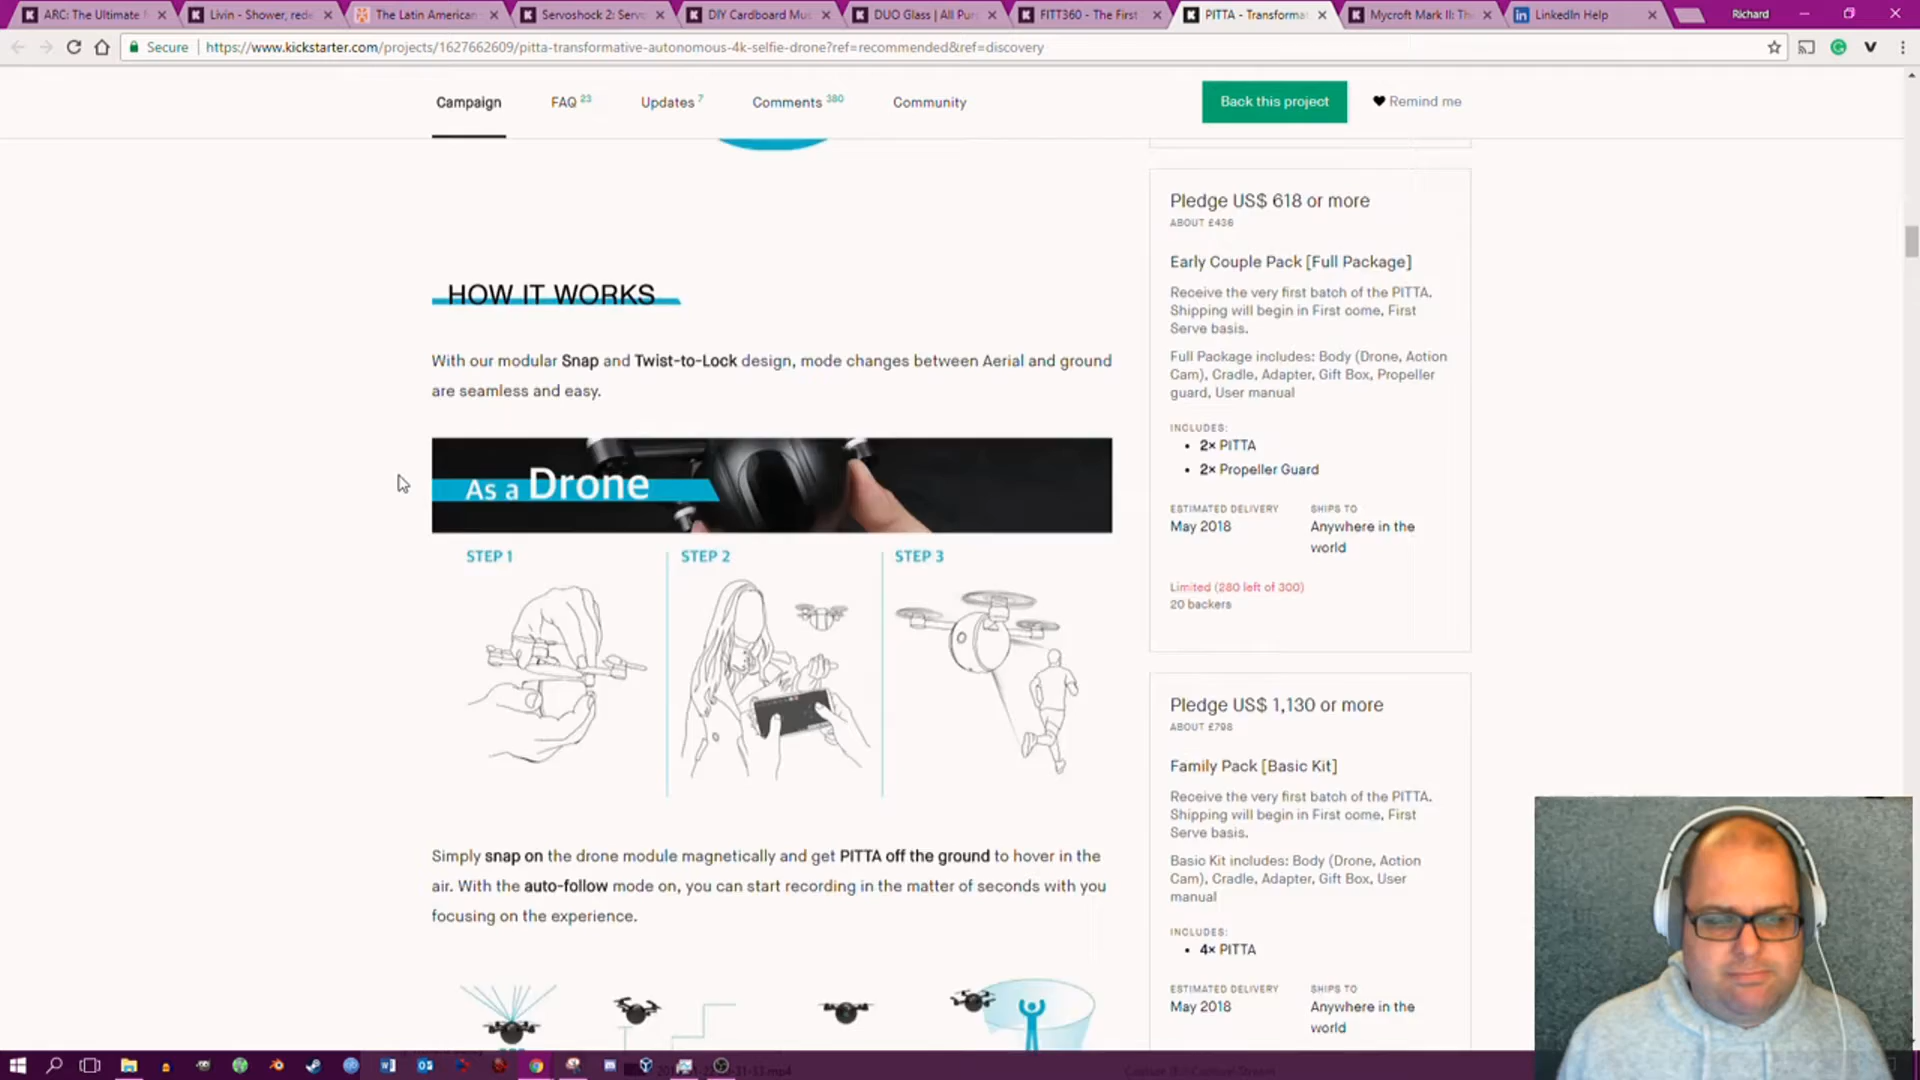 ARC: The Ultimate
Livin - Shower, red
The Latin American
Servoshock 2: Serv
DIY Cardboard Mu
DUO Glass | All Pur
FITT360 - The First
PITTA - Transforma
Mycroft Mark II: The
LinkedIn Help
Richard
Secure
https://www.kickstarter.com/projects/1627662609/pitta-transformative-autonomous-4k-selfie-drone?ref=recommended&ref=discovery
Campaign
FAQ 23
Updates 7
Comments 380
Community
Back this project
Remind me
HOW IT WORKS
With our modular Snap and Twist-to-Lock design, mode changes between Aerial and ground
are seamless and easy.
As a Drone
STEP 1
STEP 2
STEP 3
Simply snap on the drone module magnetically and get PITTA off the ground to hover in the
air. With the auto-follow mode on, you can start recording in the matter of seconds with you
focusing on the experience.
Pledge US$ 618 or more
ABOUT £436
Early Couple Pack [Full Package]
Receive the very first batch of the PITTA.
Shipping will begin in First come, First
Serve basis.
Full Package includes: Body (Drone, Action
Cam), Cradle, Adapter, Gift Box, Propeller
guard, User manual
INCLUDES:
• 2× PITTA
• 2× Propeller Guard
ESTIMATED DELIVERY
May 2018
SHIPS TO
Anywhere in the
world
Limited (280 left of 300)
20 backers
Pledge US$ 1,130 or more
ABOUT £798
Family Pack [Basic Kit]
Receive the very first batch of the PITTA.
Shipping will begin in First come, First
Serve basis.
Basic Kit includes: Body (Drone, Action
Cam), Cradle, Adapter, Gift Box, User
manual
INCLUDES:
• 4× PITTA
ESTIMATED DELIVERY
May 2018
SHIPS TO
Anywhere in the
world